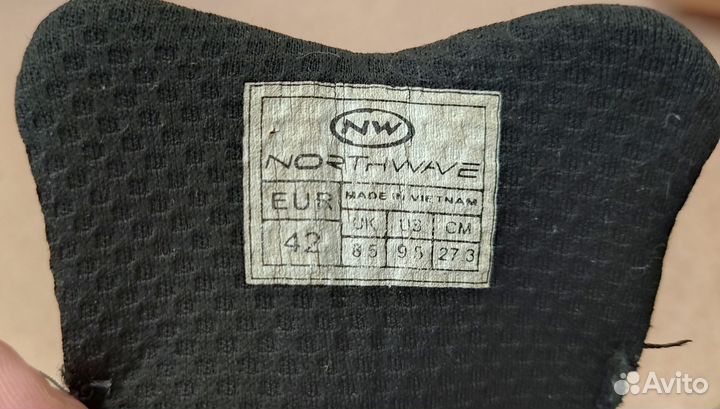 NW
NORTHWAVE
EUR MADE IN VIETNAM
UK US CM
42 8.5 9.5 27.3
Avito